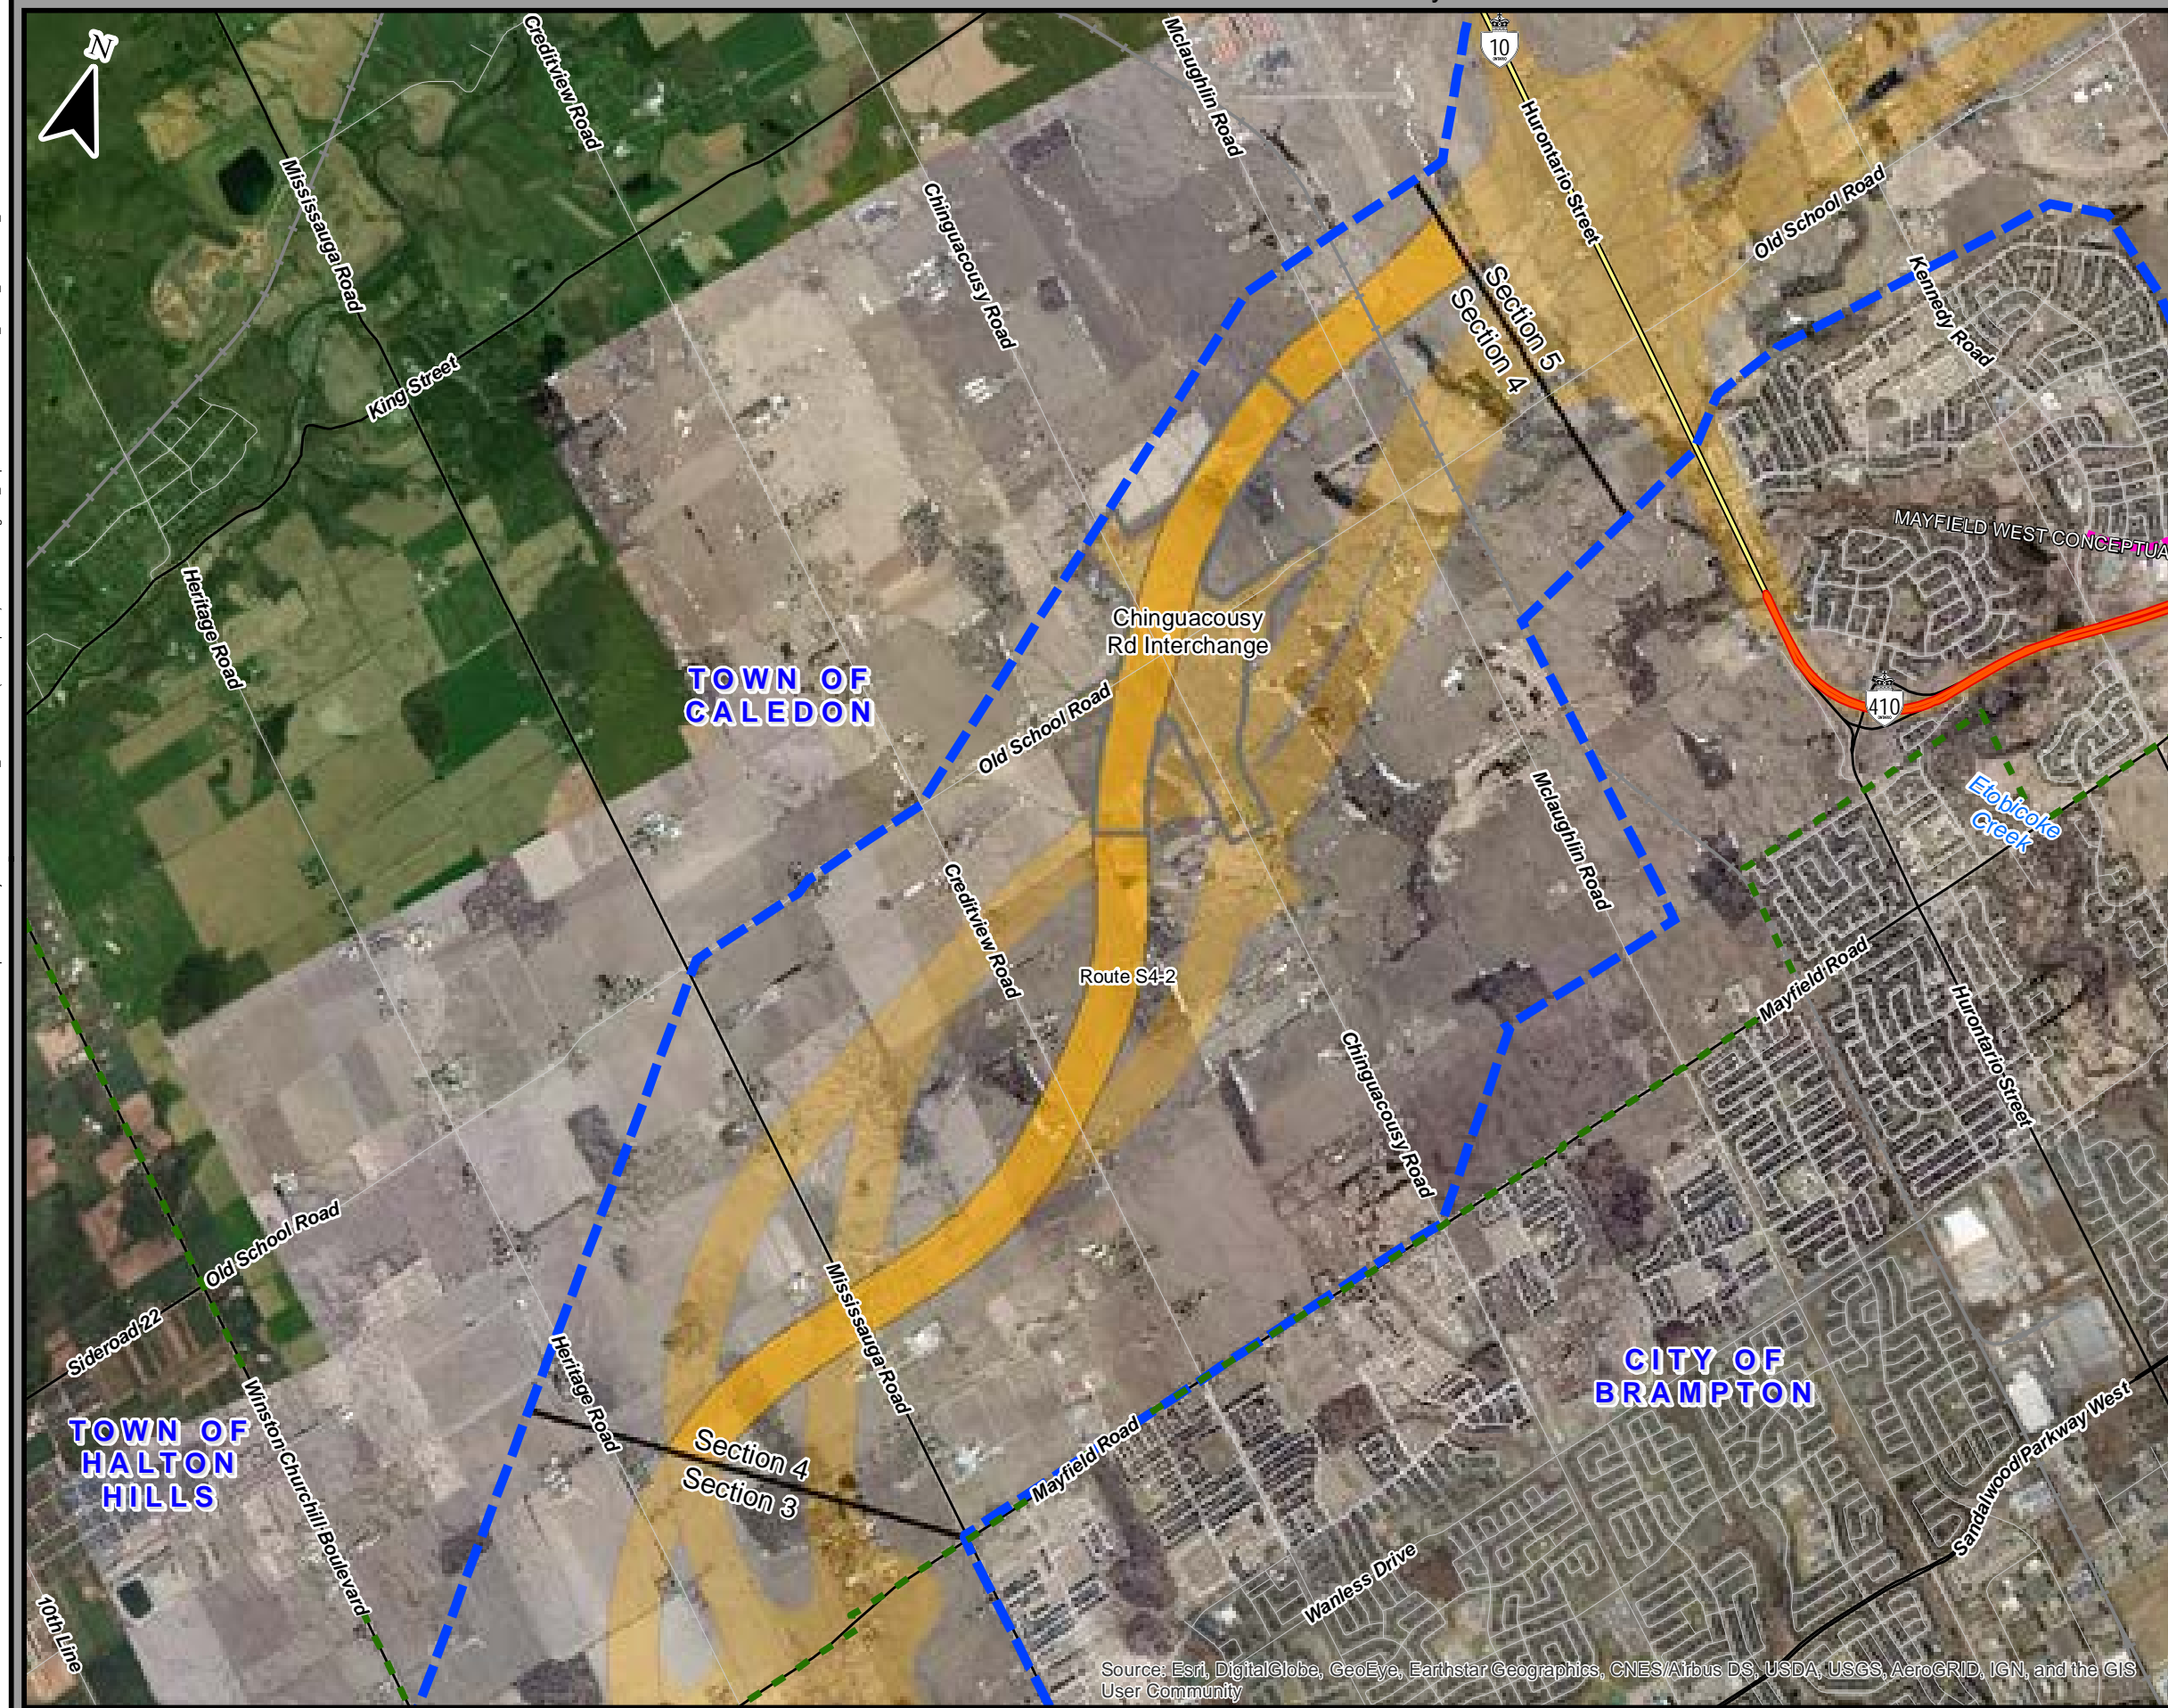 N
Creditview Road
Mclaughlin Road
10
ONTARIO
Hurontario Street
Mississauga Road
Chinguacousy Road
Old School Road
Kennedy Road
Section 5
Section 4
King Street
MAYFIELD WEST CONCEPTUA
Heritage Road
Chinguacousy
Rd Interchange
TOWN OF
CALEDON
Old School Road
410
ONTARIO
Mclaughlin Road
Etobicoke
Creek
Creditview Road
Route S4-2
Mayfield Road
Hurontario Street
Chinguacousy Road
Old School Road
Sideroad 22
Mississauga Road
Heritage Road
CITY OF
BRAMPTON
Winston Churchill Boulevard
TOWN OF
HALTON
HILLS
Section 4
Section 3
Mayfield Road
Sandalwood Parkway West
Wanless Drive
10th Line
Source: Esri, DigitalGlobe, GeoEye, Earthstar Geographics, CNES/Airbus DS, USDA, USGS, AeroGRID, IGN, and the GIS
User Community